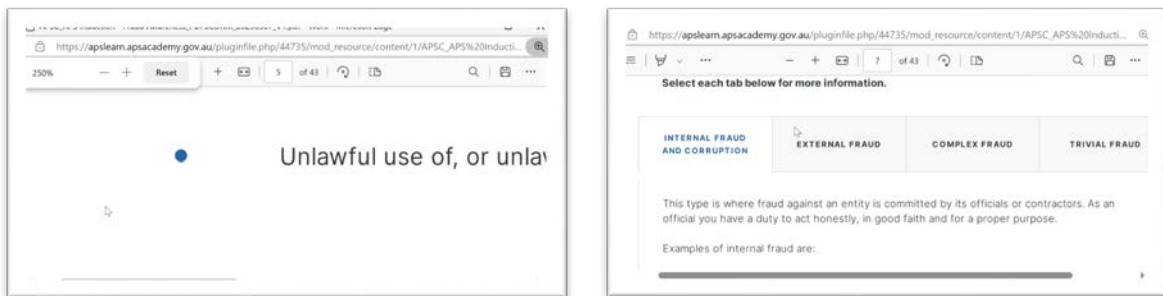 https://apslearn.apsacademy.gov.au/pluginfile.php/44735/mod_resource/content/1/APSC_APS%20Inducti...
250%
Reset
5 of 43
Unlawful use of, or
https://apslearn.apsacademy.gov.au/pluginfile.php/44735/mod_resource/content/1/APSC_APS%20Inducti...
7 of 43
Select each tab below for more information.
INTERNAL FRAUD
AND CORRUPTION
EXTERNAL FRAUD
COMPLEX FRAUD
TRIVIAL FRAUD
This type is where fraud against an entity is committed by its officials or contractors. As an
official you have a duty to act honestly, in good faith and for a proper purpose.
Examples of internal fraud are: